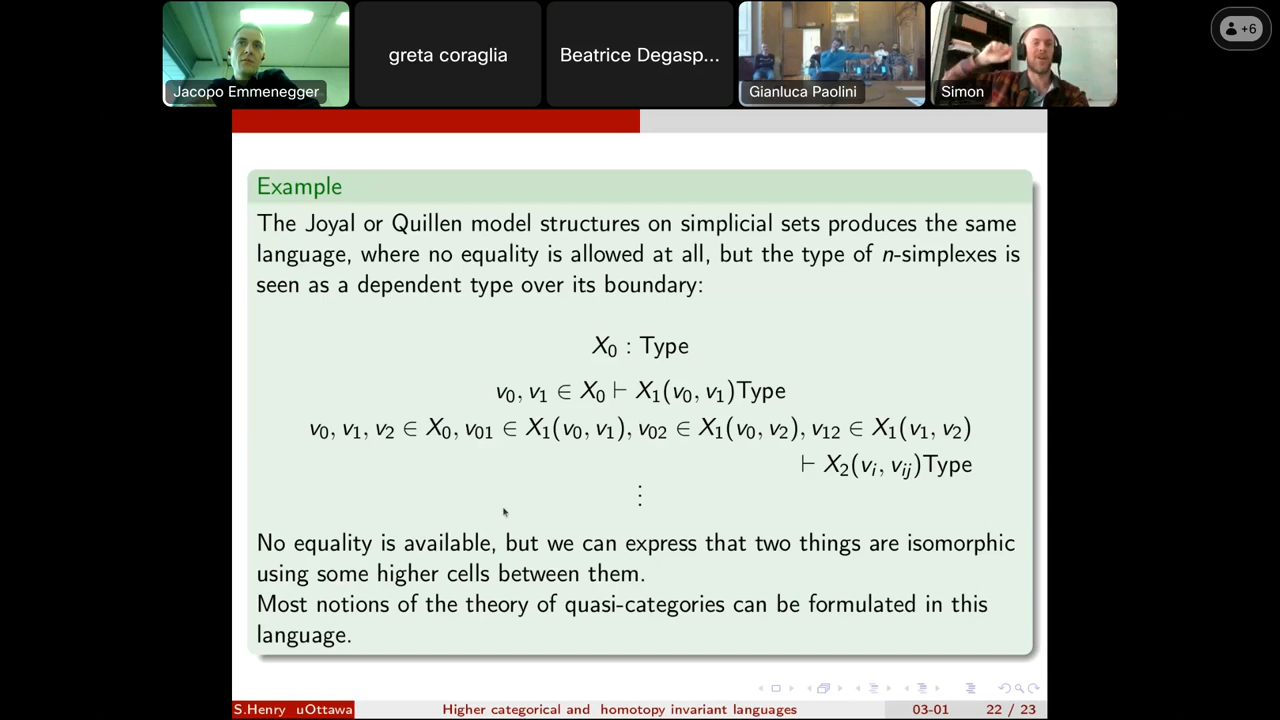 +6
Jacopo Emmenegger
greta coraglia
Beatrice Degasp...
Gianluca Paolini
Simon
Example
The Joyal or Quillen model structures on simplicial sets produces the same
language, where no equality is allowed at all, but the type of n-simplexes is
seen as a dependent type over its boundary:
X₀ : Type
v₀, v₁ ∈ X₀ ⊢ X₁(v₀, v₁)Type
v₀, v₁, v₂ ∈ X₀, v₀₁ ∈ X₁(v₀, v₁), v₀₂ ∈ X₁(v₀, v₂), v₁₂ ∈ X₁(v₁, v₂)
⊢ X₂(vᵢ, vᵢⱼ)Type
⋮
No equality is available, but we can express that two things are isomorphic
using some higher cells between them.
Most notions of the theory of quasi-categories can be formulated in this
language.
S.Henry uOttawa Higher categorical and homotopy invariant languages 03-01 22 / 23